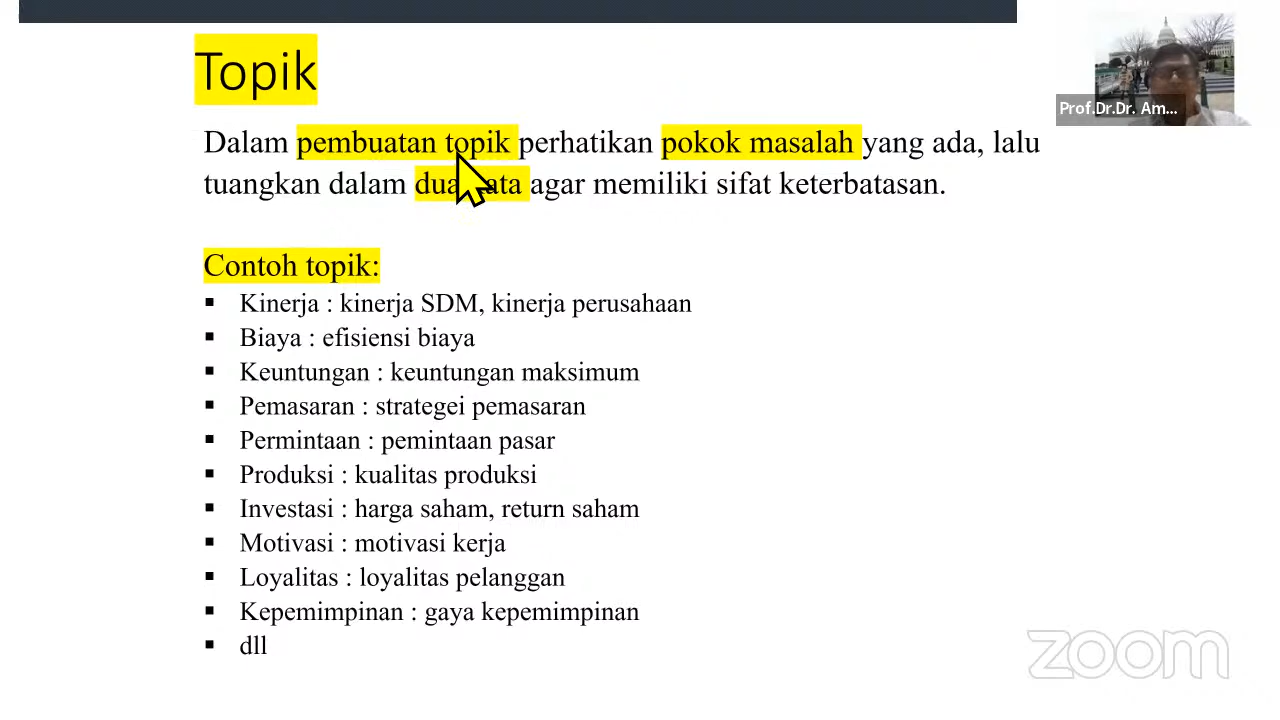 Topik
Prof.Dr.Dr. Am...
Dalam pembuatan topik perhatikan pokok masalah yang ada, lalu
tuangkan dalam dua kata agar memiliki sifat keterbatasan.
Contoh topik:
▪ Kinerja : kinerja SDM, kinerja perusahaan
▪ Biaya : efisiensi biaya
▪ Keuntungan : keuntungan maksimum
▪ Pemasaran : strategei pemasaran
▪ Permintaan : pemintaan pasar
▪ Produksi : kualitas produksi
▪ Investasi : harga saham, return saham
▪ Motivasi : motivasi kerja
▪ Loyalitas : loyalitas pelanggan
▪ Kepemimpinan : gaya kepemimpinan
▪ dll
zoom